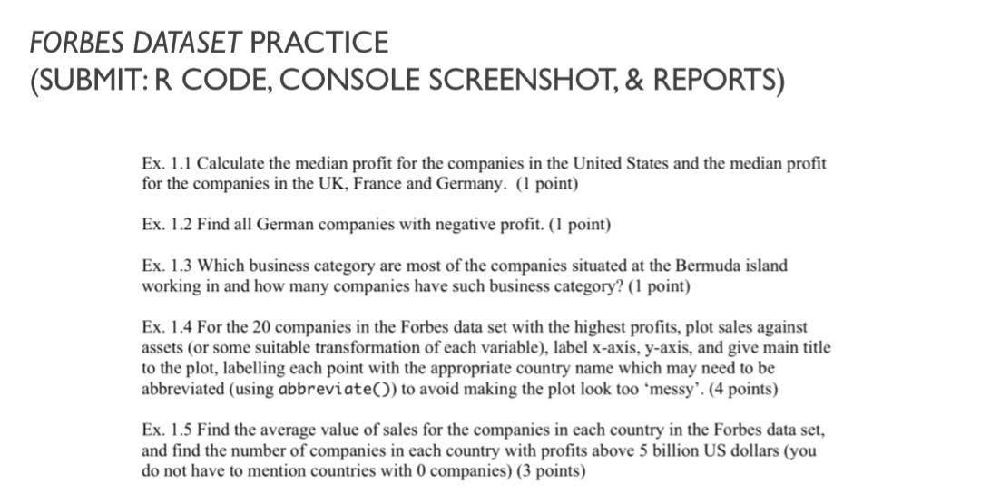 FORBES DATASET PRACTICE
(SUBMIT: R CODE, CONSOLE SCREENSHOT, & REPORTS)
Ex. 1.1 Calculate the median profit for the companies in the United States and the median profit
for the companies in the UK, France and Germany. (1 point)
Ex. 1.2 Find all German companies with negative profit. (1 point)
Ex. 1.3 Which business category are most of the companies situated at the Bermuda island
working in and how many companies have such business category? (1 point)
Ex. 1.4 For the 20 companies in the Forbes data set with the highest profits, plot sales against
assets (or some suitable transformation of each variable), label x-axis, y-axis, and give main title
to the plot, labelling each point with the appropriate country name which may need to be
abbreviated (using abbreviate()) to avoid making the plot look too ‘messy’. (4 points)
Ex. 1.5 Find the average value of sales for the companies in each country in the Forbes data set,
and find the number of companies in each country with profits above 5 billion US dollars (you
do not have to mention countries with 0 companies) (3 points)